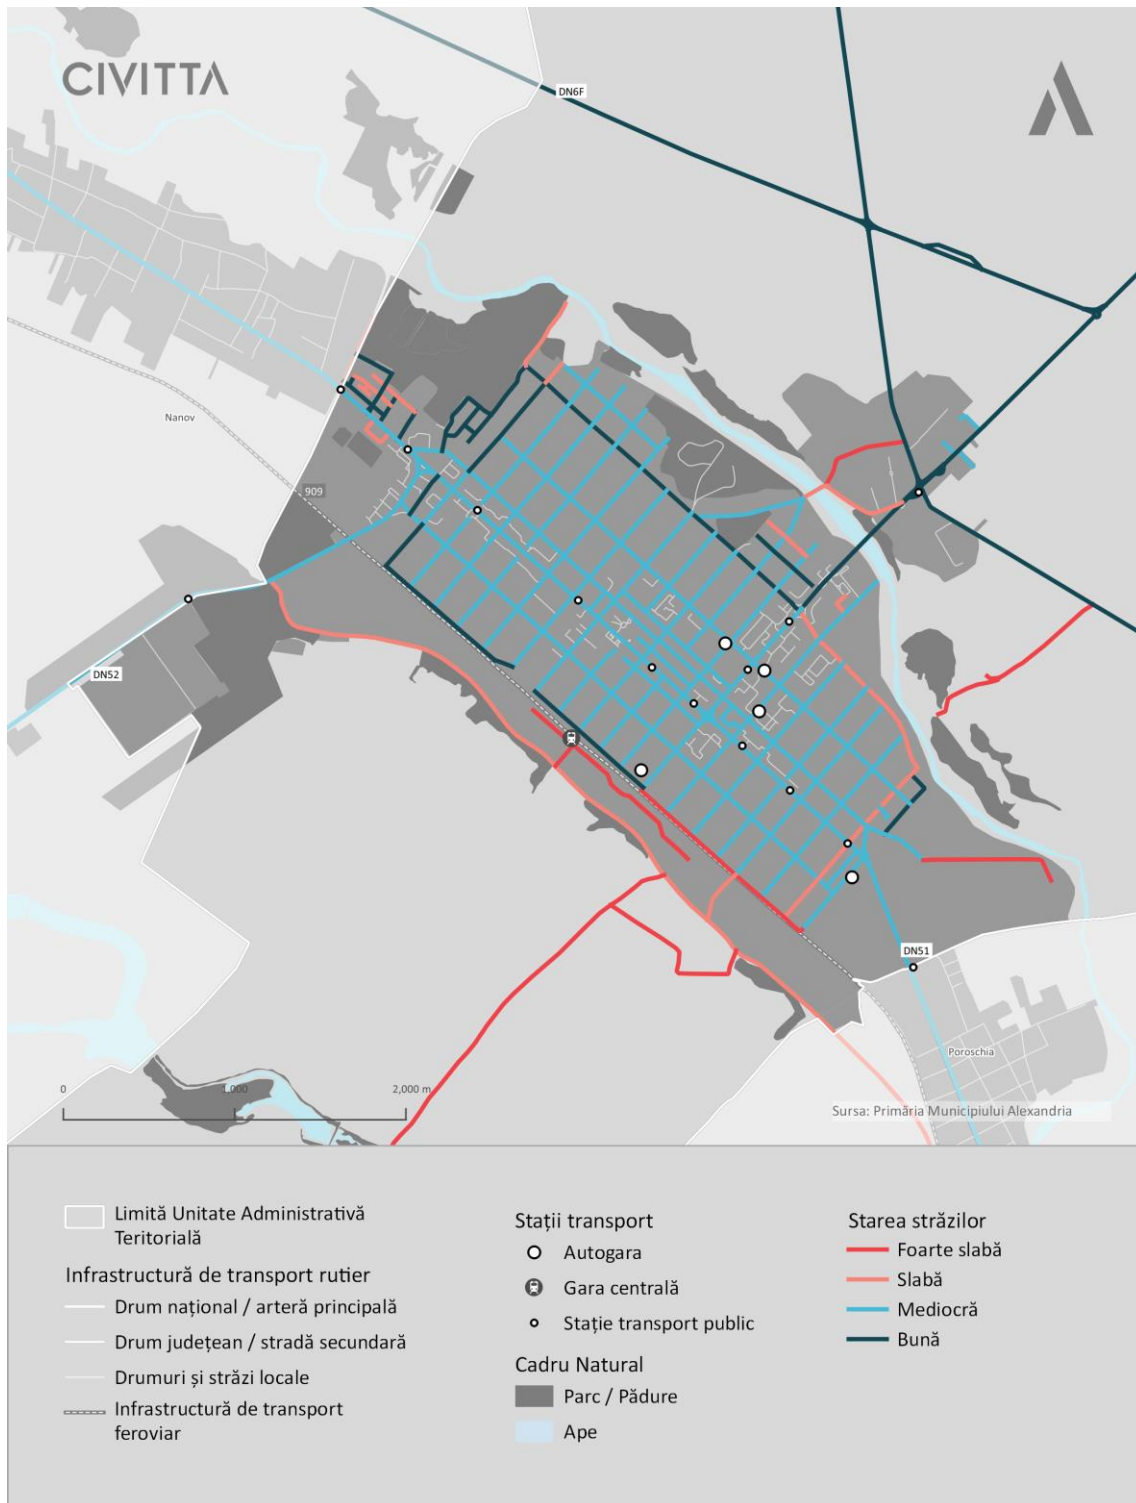 CIVITTA
DN6F
Nanov
909
DN52
DN51
Poroschia
0
1,000
2,000 m
Sursa: Primăria Municipiului Alexandria
Limită Unitate Administrativă
Teritorială
Infrastructură de transport rutier
Drum național / arteră principală
Drum județean / stradă secundară
Drumuri și străzi locale
Infrastructură de transport
feroviar
Stații transport
Autogara
Gara centrală
Stație transport public
Cadru Natural
Parc / Pădure
Ape
Starea străzilor
Foarte slabă
Slabă
Mediocră
Bună